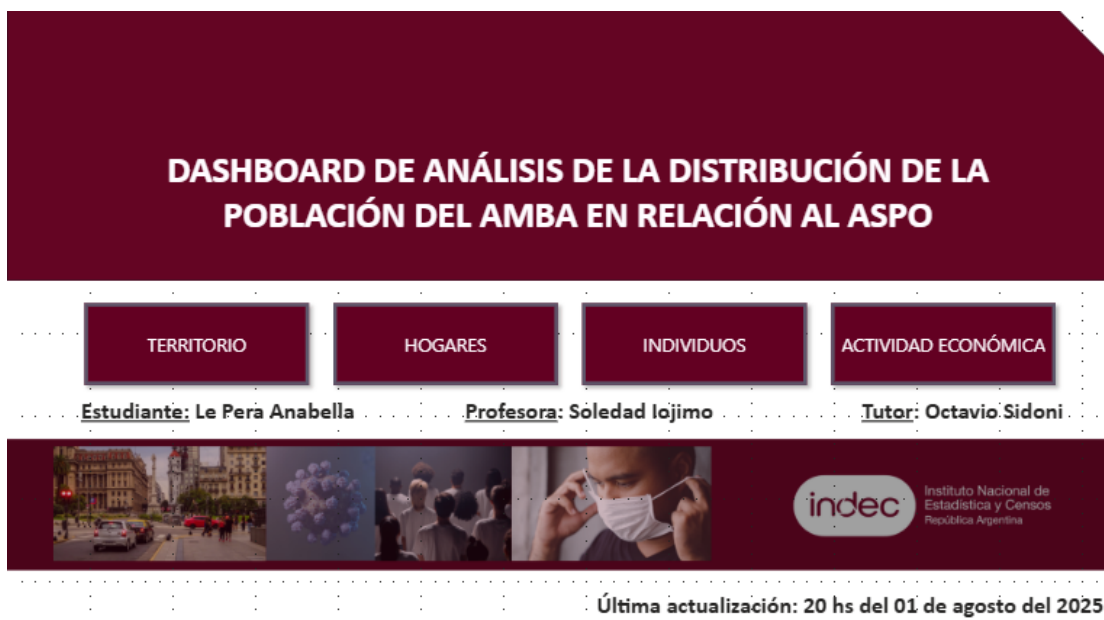 DASHBOARD DE ANÁLISIS DE LA DISTRIBUCIÓN DE LA
POBLACIÓN DEL AMBA EN RELACIÓN AL ASPO
TERRITORIO
HOGARES
INDIVIDUOS
ACTIVIDAD ECONÓMICA
Estudiante: Le Pera Anabella
Profesora: Soledad Iojimo
Tutor: Octavio Sidoni
indec
Instituto Nacional de
Estadística y Censos
República Argentina
Última actualización: 20 hs del 01 de agosto del 2025